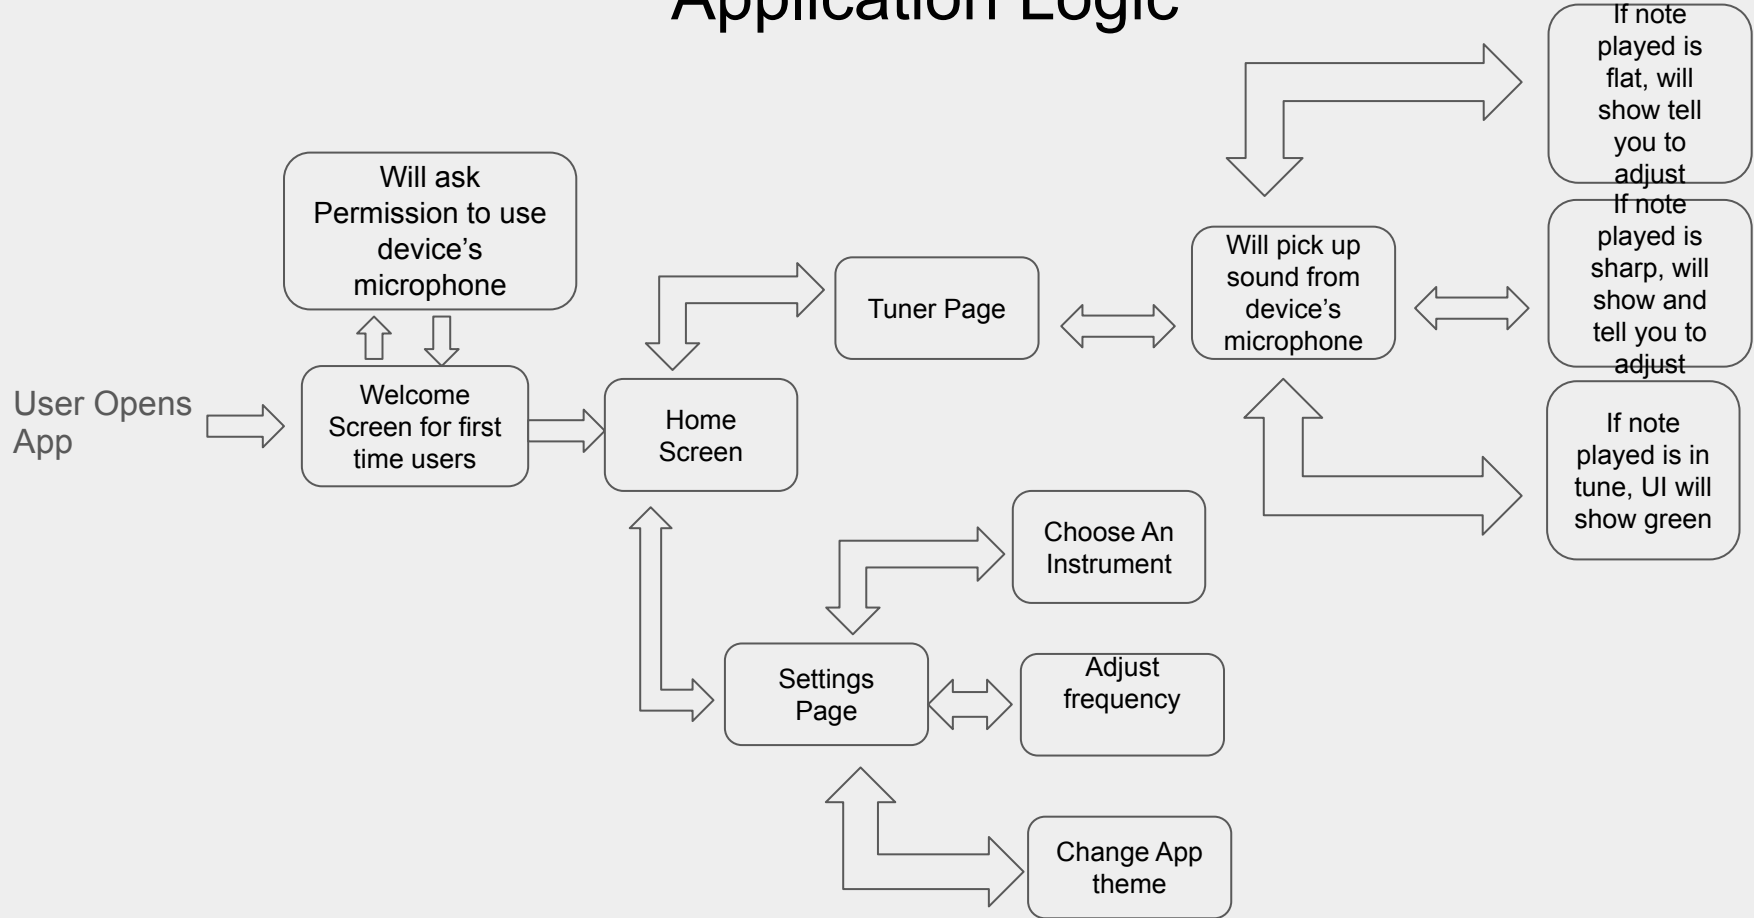 Application Logic
If note
played is
flat, will
show tell
you to
adjust
Will ask
Permission to use
device’s
microphone
If note
played is
sharp, will
show and
tell you to
adjust
Will pick up
sound from
device’s
microphone
Tuner Page
User Opens
App
Welcome
Screen for first
time users
Home
Screen
If note
played is in
tune, UI will
show green
Choose An
Instrument
Settings
Page
Adjust
frequency
Change App
theme